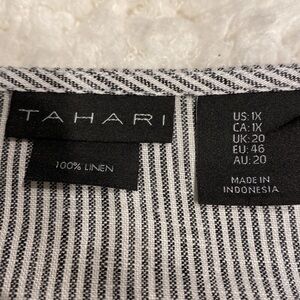 TAHARI
100% LINEN
US: 1X
CA: 1X
UK: 20
EU: 46
AU: 20
MADE IN
INDONESIA